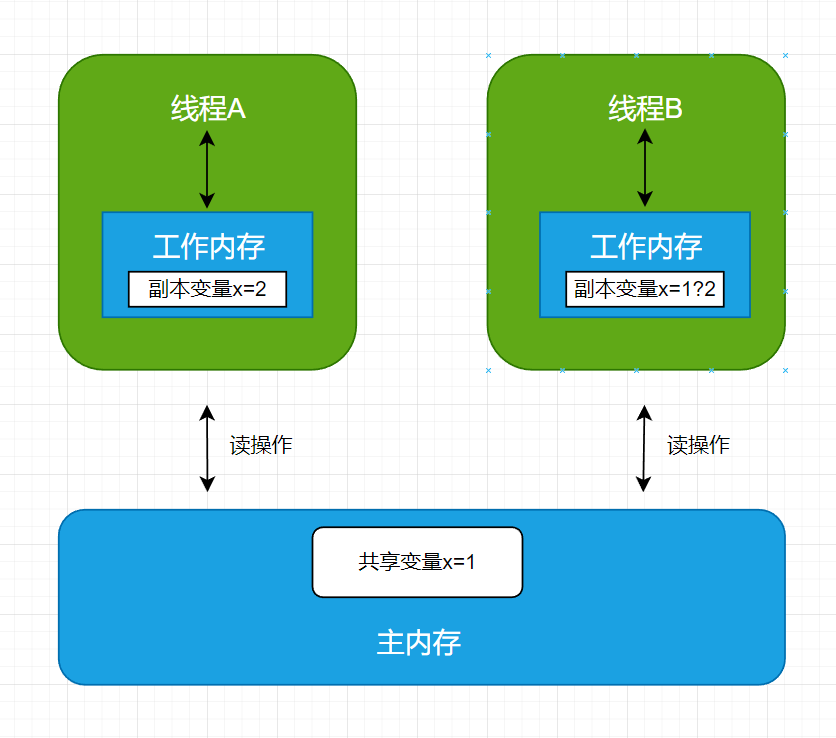 线程A
线程B
工作内存
副本变量x=2
工作内存
副本变量x=1?2
读操作
读操作
共享变量x=1
主内存